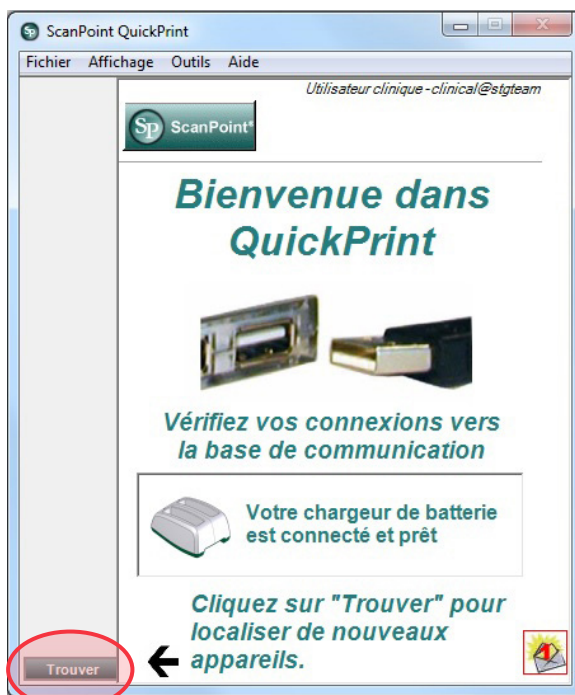 ScanPoint QuickPrint
Fichier Affichage Outils Aide
Utilisateur clinique - clinical@stgteam
Sp ScanPoint®
Bienvenue dans
QuickPrint
Vérifiez vos connexions vers
la base de communication
Votre chargeur de batterie
est connecté et prêt
Cliquez sur "Trouver" pour
localiser de nouveaux
appareils.
Trouver